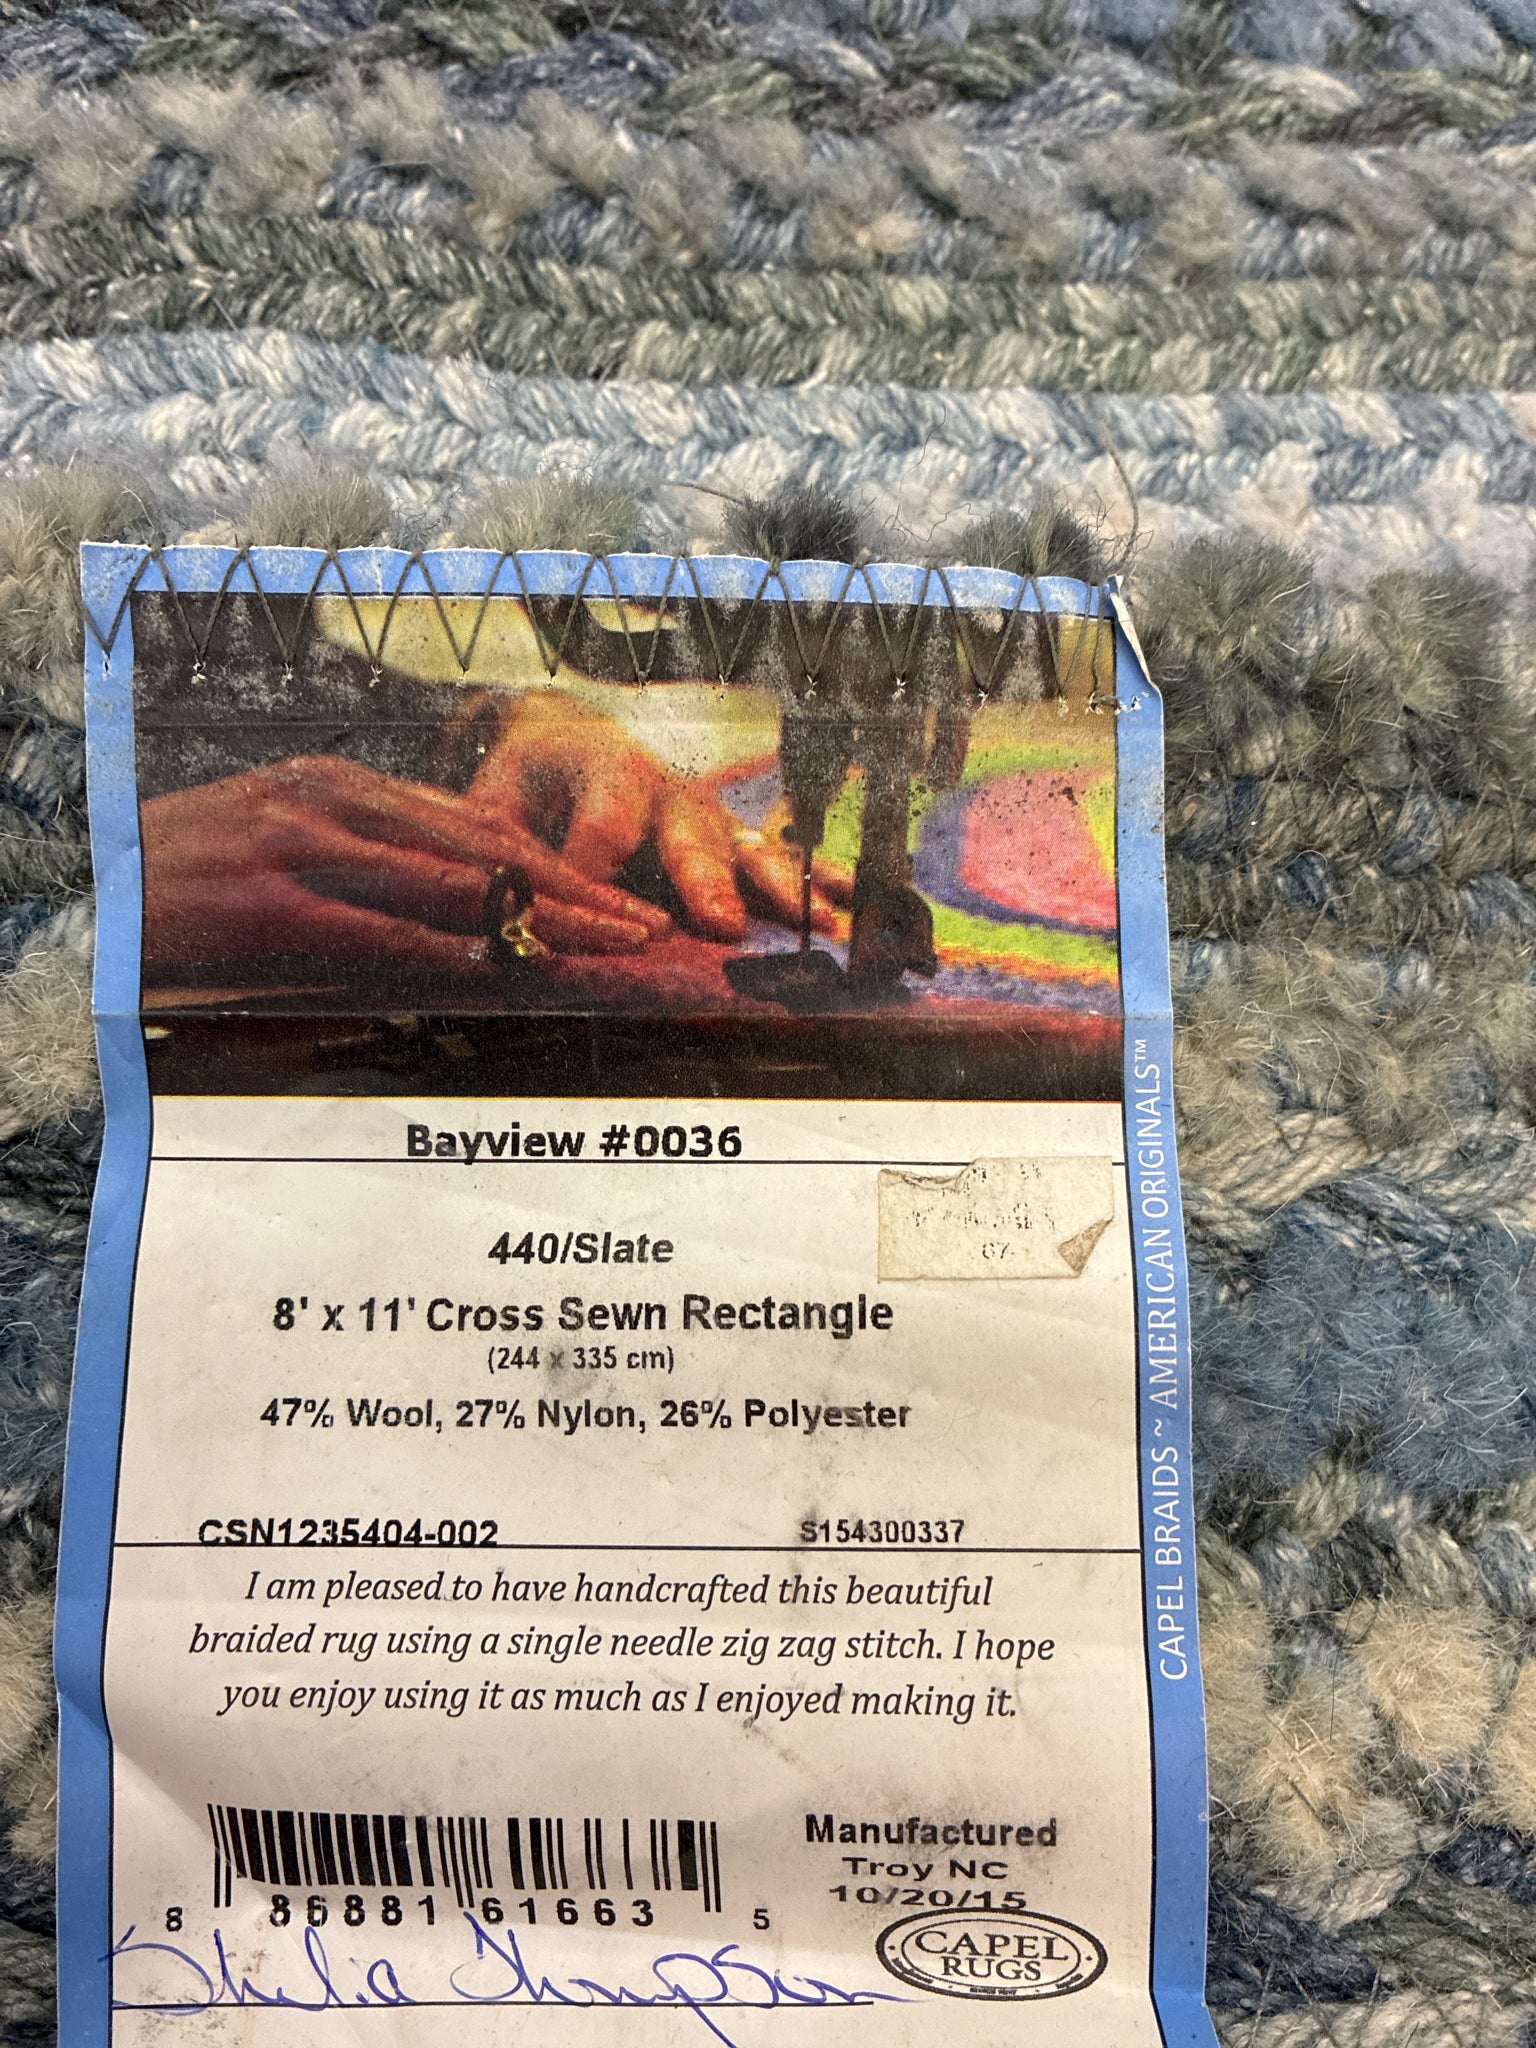 Bayview #0036
440/Slate
8' x 11' Cross Sewn Rectangle
(244 x 335 cm)
47% Wool, 27% Nylon, 26% Polyester
CSN1235404-002
S154300337
I am pleased to have handcrafted this beautiful
braided rug using a single needle zig zag stitch. I hope
you enjoy using it as much as I enjoyed making it.
8 86881 61663 5
Manufactured
Troy NC
10/20/15
CAPEL
RUGS
Shelia Thompson
CAPEL BRAIDS ~ AMERICAN ORIGINALS™